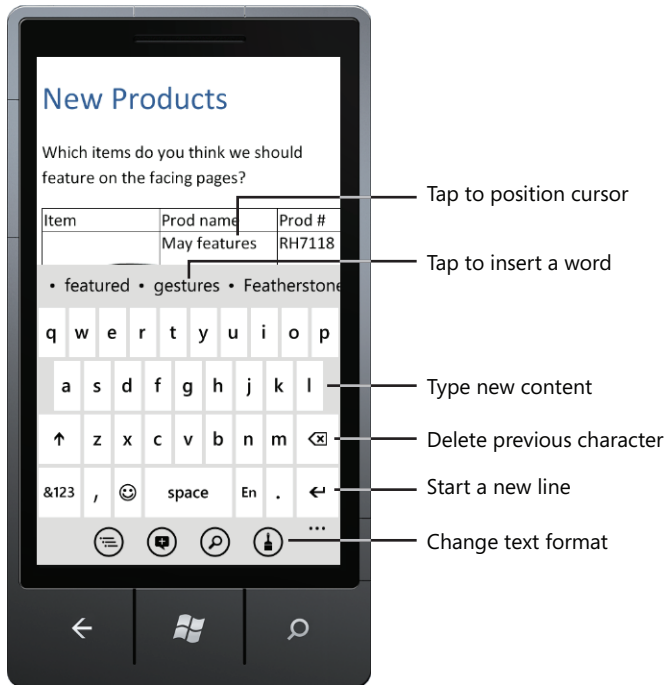 New Products
Which items do you think we should
feature on the facing pages?
Item Prod name Prod #
May features RH7118
• featured • gestures • Featherstone
q w e r t y u i o p
a s d f g h j k l
z x c v b n m
&123 , space En .
Tap to position cursor
Tap to insert a word
Type new content
Delete previous character
Start a new line
Change text format